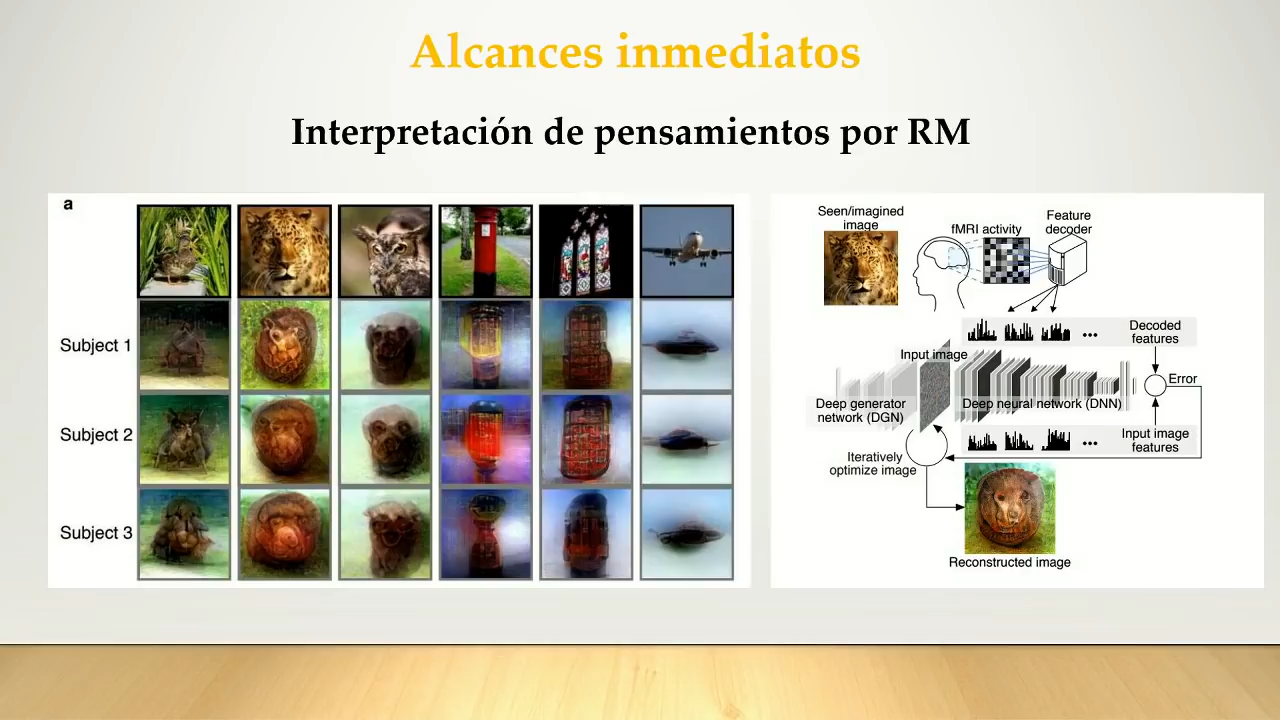 Alcances inmediatos
Interpretación de pensamientos por RM
a
Subject 1
Subject 2
Subject 3
Seen/imagined
image
fMRI activity
Feature
decoder
Decoded
features
Input image
Error
Deep generator
network (DGN)
Deep neural network (DNN)
Input image
features
Iteratively
optimize image
Reconstructed image